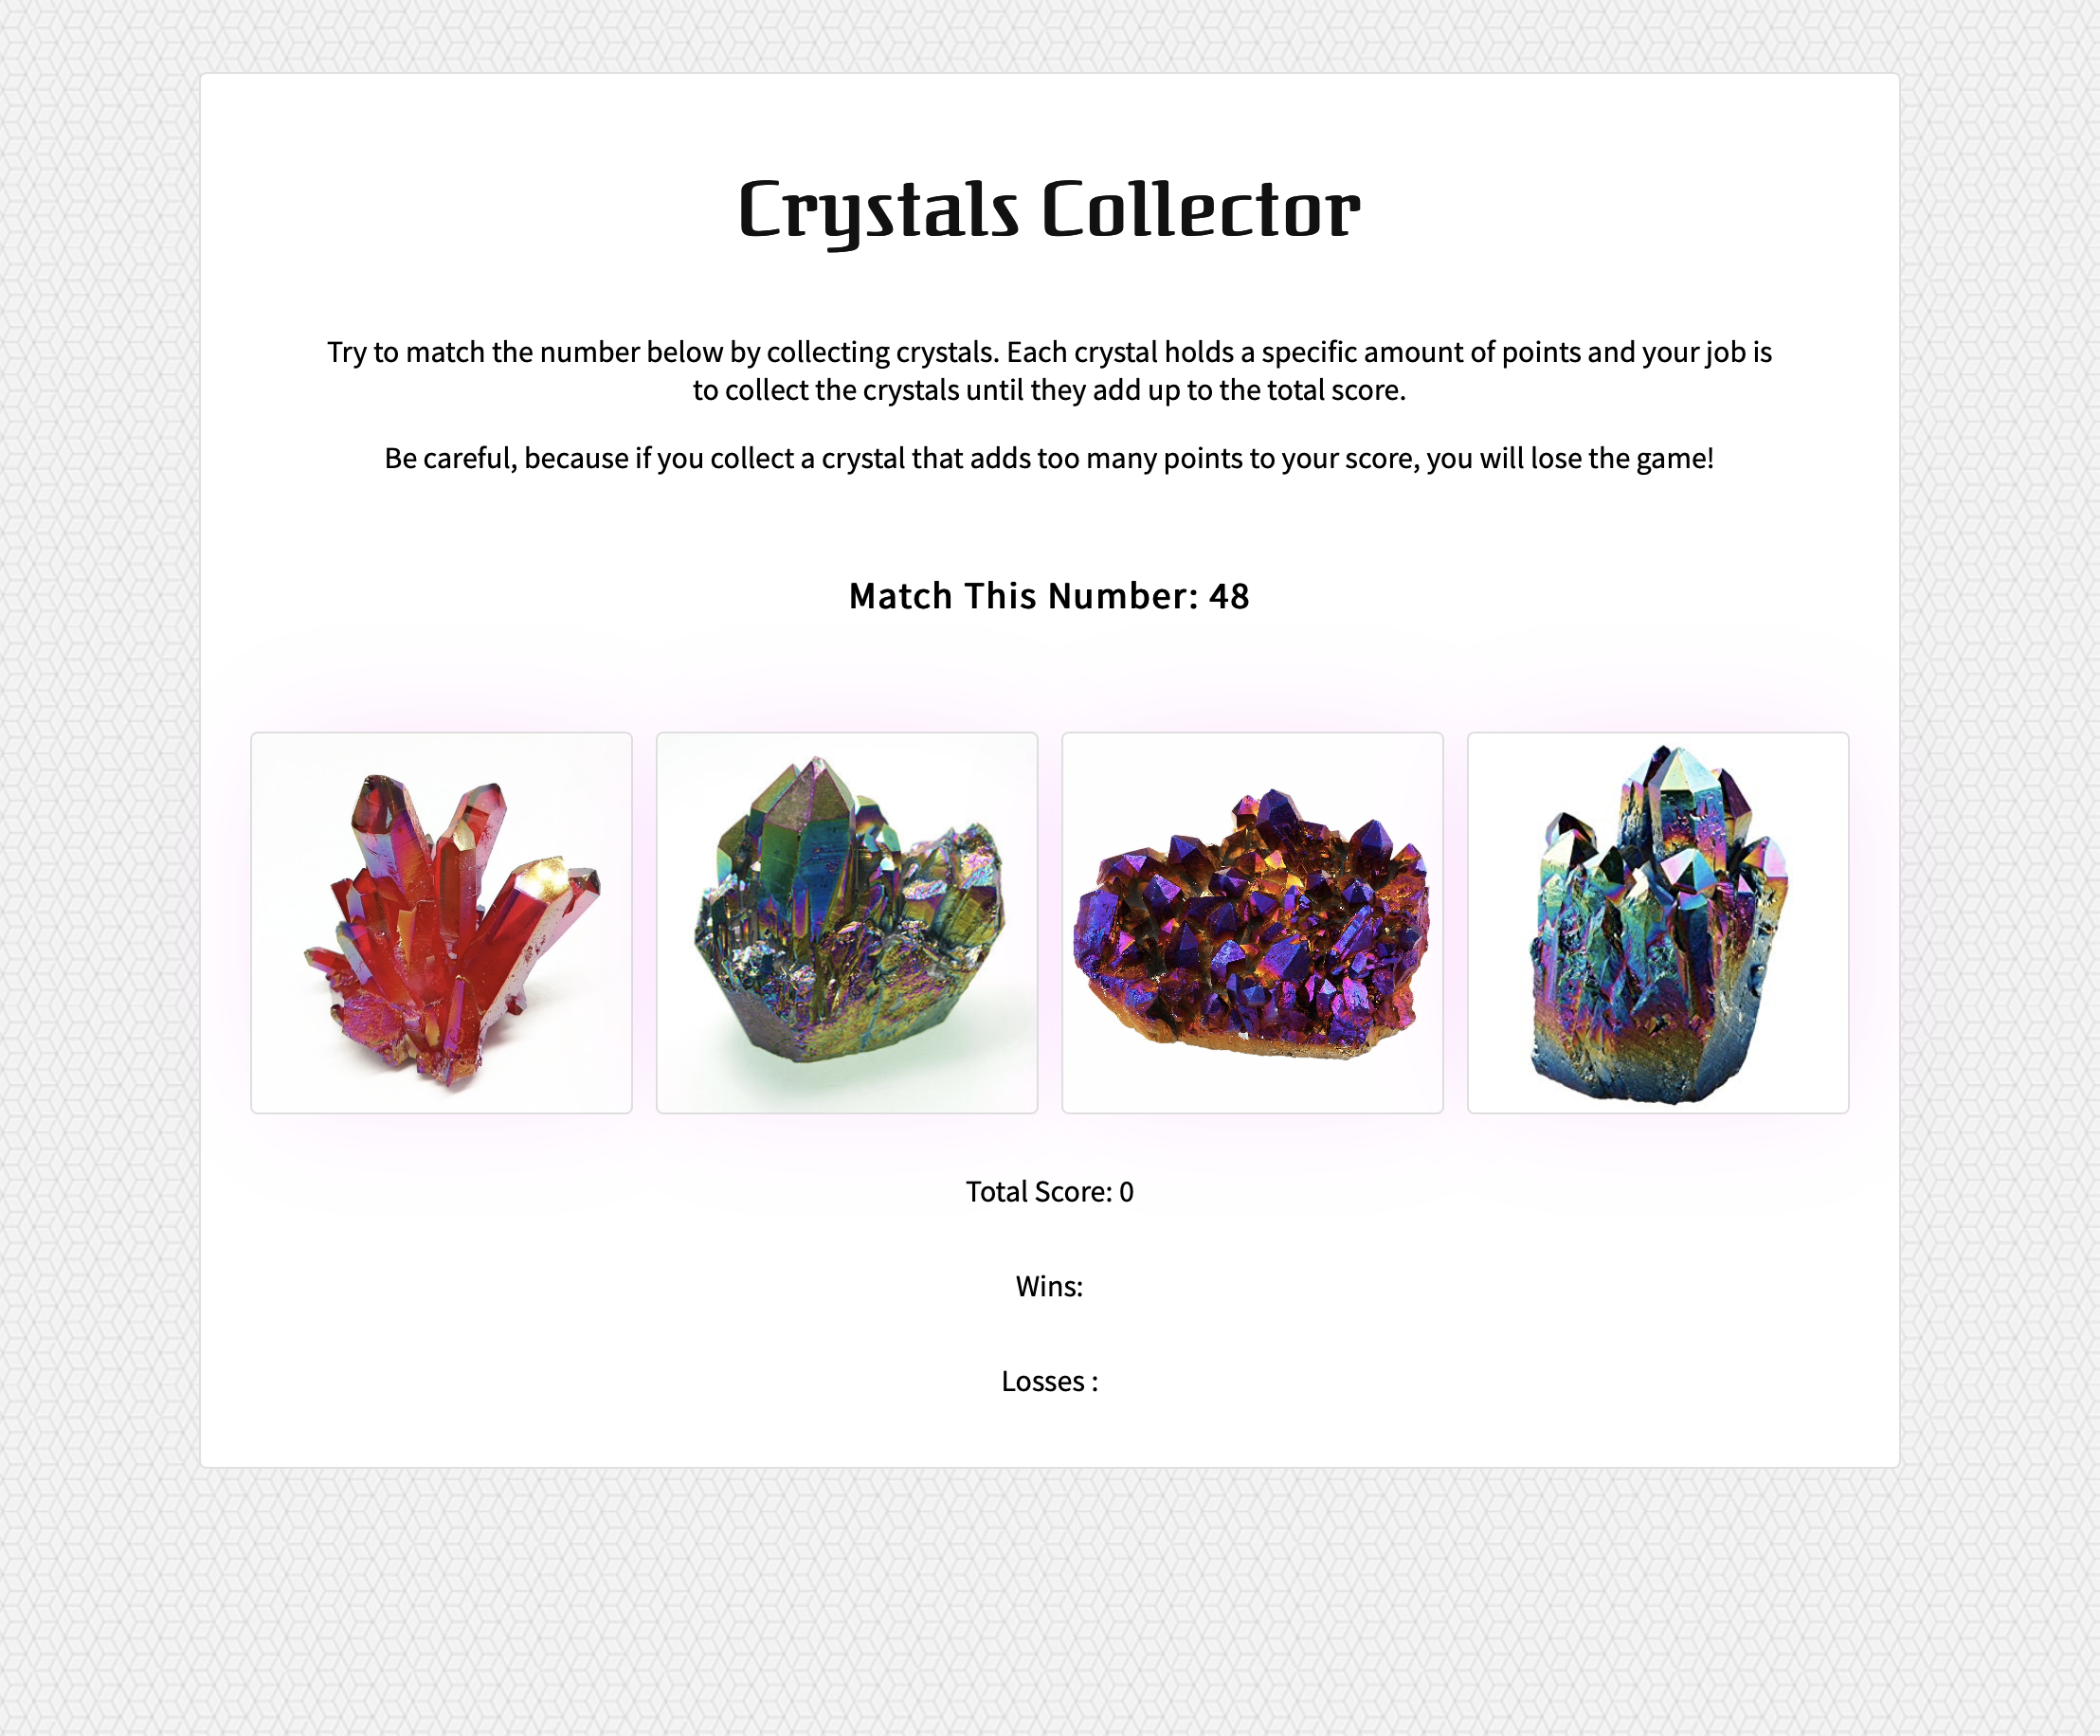 Crystals Collector
Try to match the number below by collecting crystals. Each crystal holds a specific amount of points and your job is
to collect the crystals until they add up to the total score.
Be careful, because if you collect a crystal that adds too many points to your score, you will lose the game!
Match This Number: 48
Total Score: 0
Wins:
Losses :